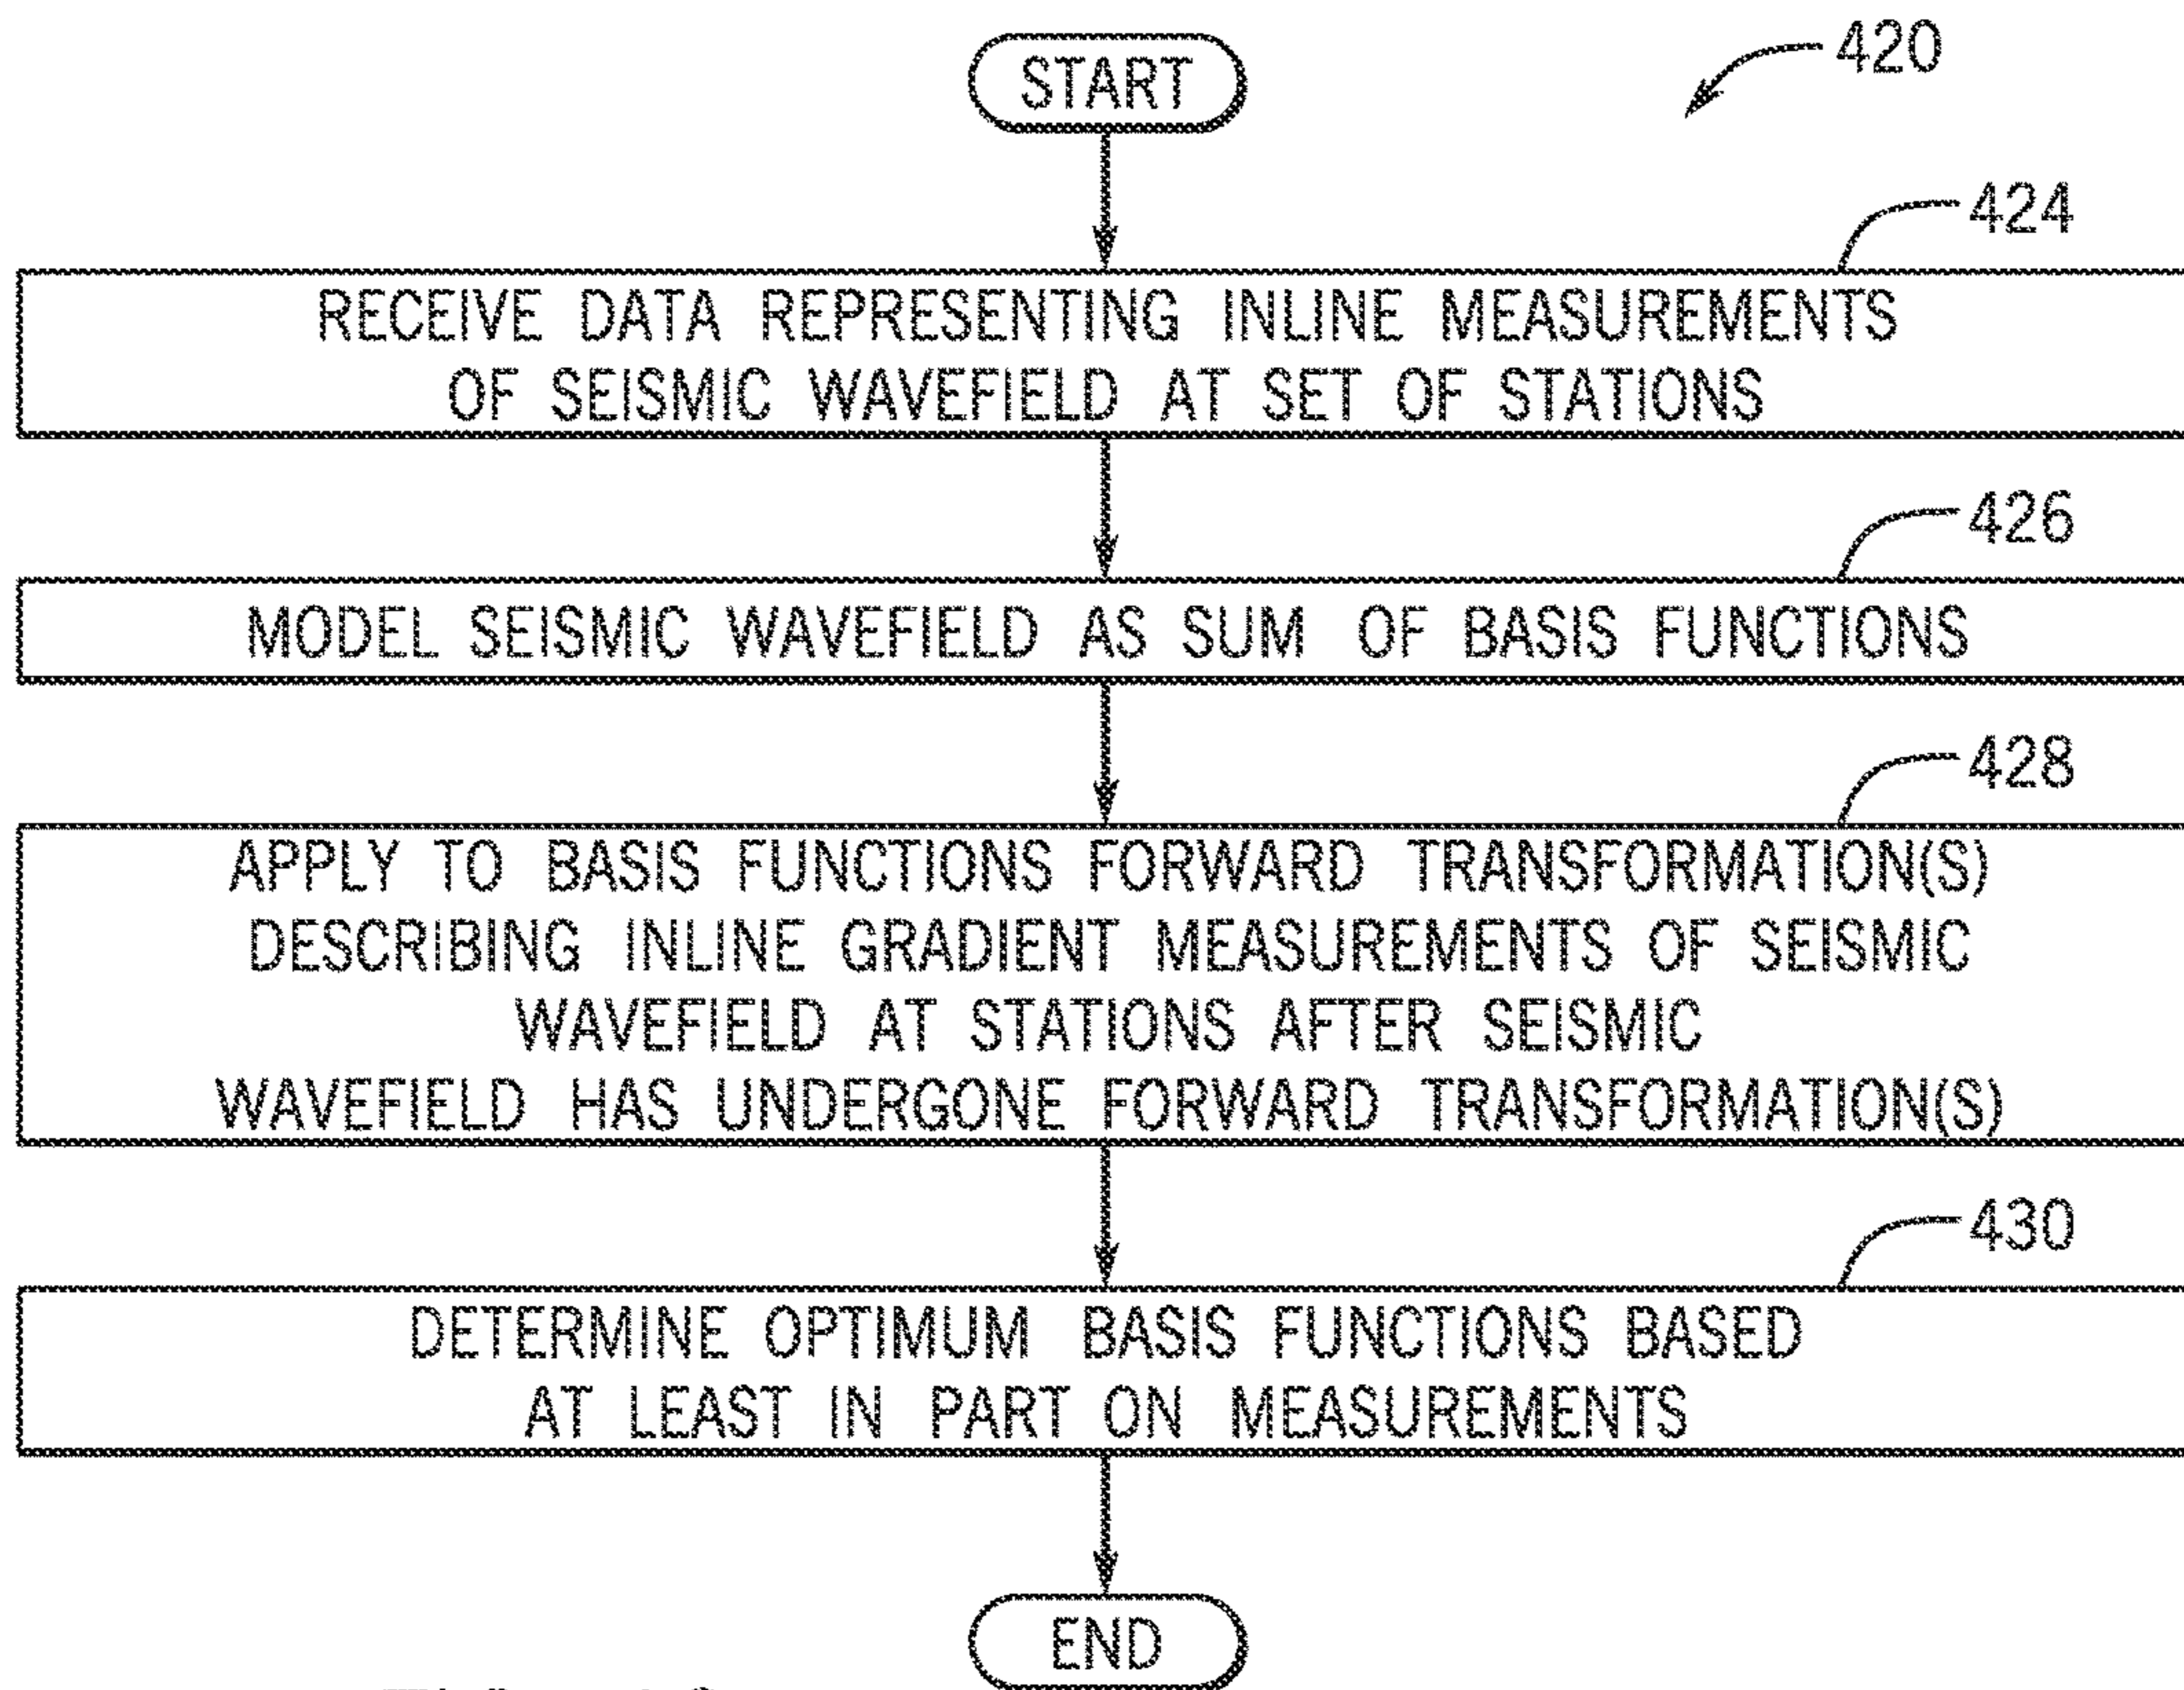 START
420
424
RECEIVE DATA REPRESENTING INLINE MEASUREMENTS
OF SEISMIC WAVEFIELD AT SET OF STATIONS
426
MODEL SEISMIC WAVEFIELD AS SUM OF BASIS FUNCTIONS
428
APPLY TO BASIS FUNCTIONS FORWARD TRANSFORMATION(S)
DESCRIBING INLINE GRADIENT MEASUREMENTS OF SEISMIC
WAVEFIELD AT STATIONS AFTER SEISMIC
WAVEFIELD HAS UNDERGONE FORWARD TRANSFORMATION(S)
430
DETERMINE OPTIMUM BASIS FUNCTIONS BASED
AT LEAST IN PART ON MEASUREMENTS
END